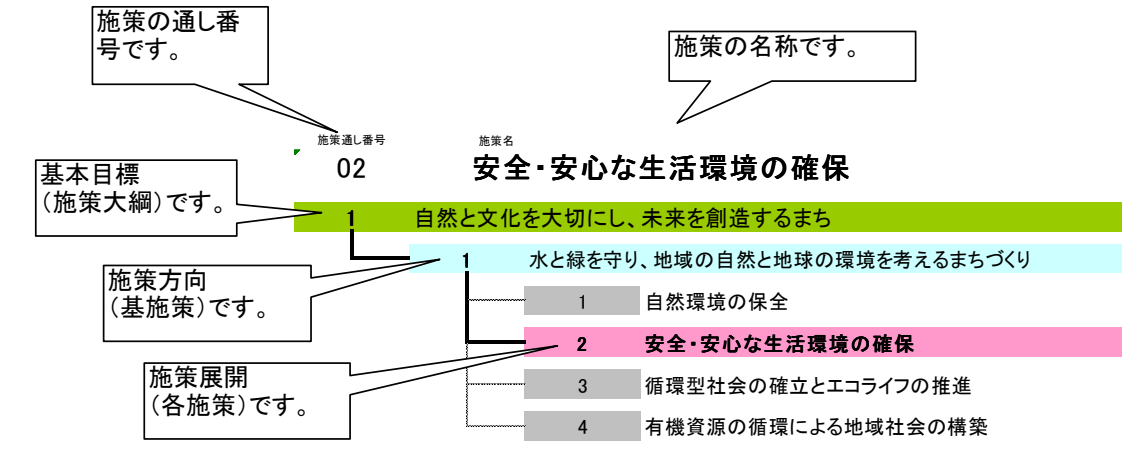 施策の通し番
号です。
施策の名称です。
施策通し番号
施策名
02
安全・安心な生活環境の確保
基本目標
（施策大綱）です。
1 自然と文化を大切にし、未来を創造するまち
1 水と緑を守り、地域の自然と地球の環境を考えるまちづくり
施策方向
（基施策）です。
1 自然環境の保全
2 安全・安心な生活環境の確保
施策展開
（各施策）です。
3 循環型社会の確立とエコライフの推進
4 有機資源の循環による地域社会の構築